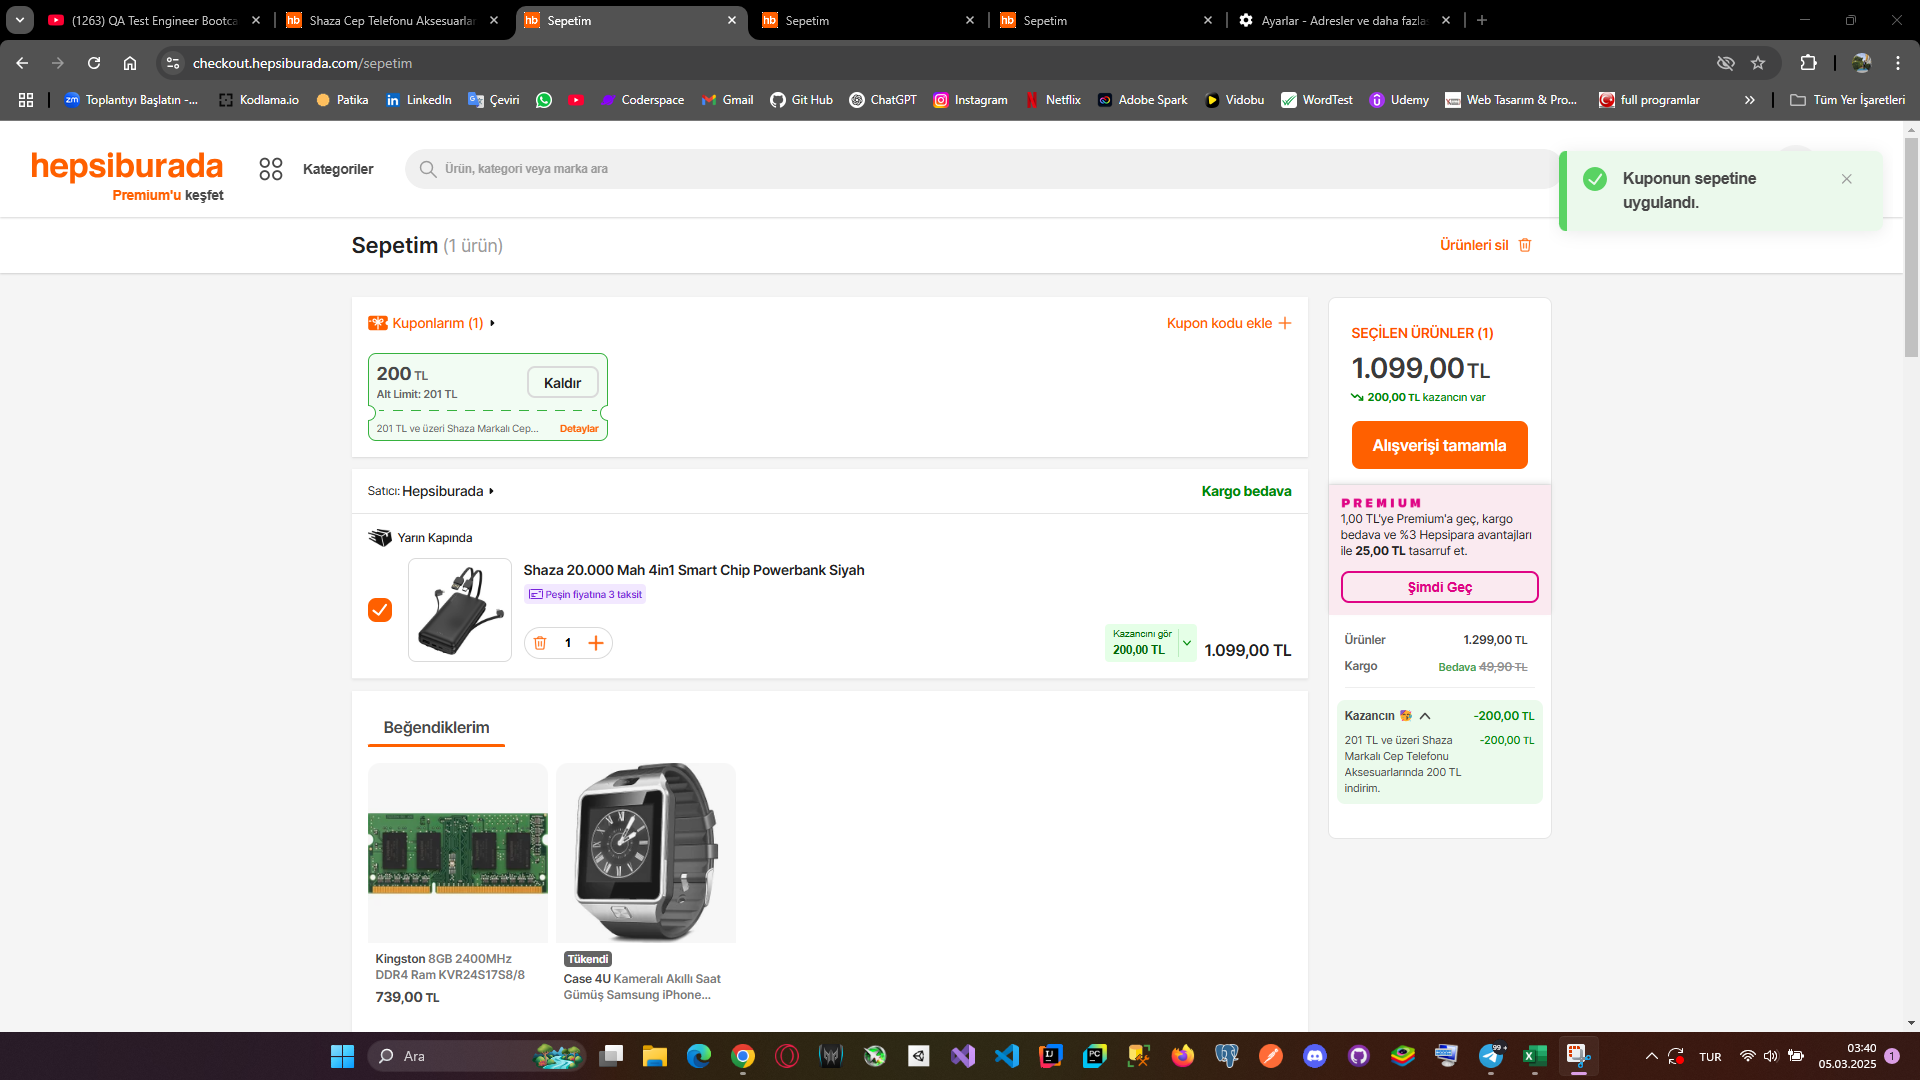 (1263) QA Test Engineer Bootca
Shaza Cep Telefonu Aksesuarlar
Sepetim
Sepetim
Sepetim
Ayarlar - Adresler ve daha fazla
checkout.hepsiburada.com/sepetim
Toplantıyı Başlatın -...
Kodlama.io
Patika
LinkedIn
Çeviri
Coderspace
Gmail
Git Hub
ChatGPT
Instagram
Netflix
Adobe Spark
Vidobu
WordTest
Udemy
Web Tasarım & Pro...
full programlar
Tüm Yer İşaretleri
hepsiburada
Premium'u keşfet
Kategoriler
Ürün, kategori veya marka ara
Kuponun sepetine
uygulandı.
Sepetim (1 ürün)
Ürünleri sil
Kuponlarım (1)
Kupon kodu ekle
200 TL
Alt Limit: 201 TL
Kaldır
201 TL ve üzeri Shaza Markalı Cep...
Detaylar
SEÇİLEN ÜRÜNLER (1)
1.099,00 TL
200,00 TL kazancın var
Alışverişi tamamla
PREMIUM
1,00 TL'ye Premium'a geç, kargo
bedava ve %3 Hepsipara avantajları
ile 25,00 TL tasarruf et.
Şimdi Geç
Ürünler 1.299,00 TL
Kargo Bedava 49,90 TL
Kazancın -200,00 TL
201 TL ve üzeri Shaza -200,00 TL
Markalı Cep Telefonu
Aksesuarlarında 200 TL
indirim.
Satıcı: Hepsiburada
Kargo bedava
Yarın Kapında
Shaza 20.000 Mah 4in1 Smart Chip Powerbank Siyah
Peşin fiyatına 3 taksit
1
Kazancını gör
200,00 TL
1.099,00 TL
Beğendiklerim
Kingston 8GB 2400MHz
DDR4 Ram KVR24S17S8/8
739,00 TL
Tükendi
Case 4U Kameralı Akıllı Saat
Gümüş Samsung iPhone...
Ara
99+
TUR
03:40
05.03.2025
1